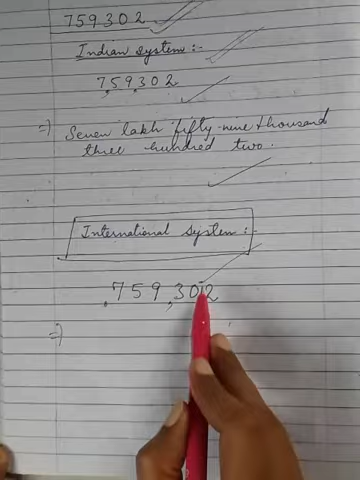 759302
Indian system :-
7,59,302
=) Seven lakh fifty-nine thousand
three hundred two.
International system :-
,759,302
=)